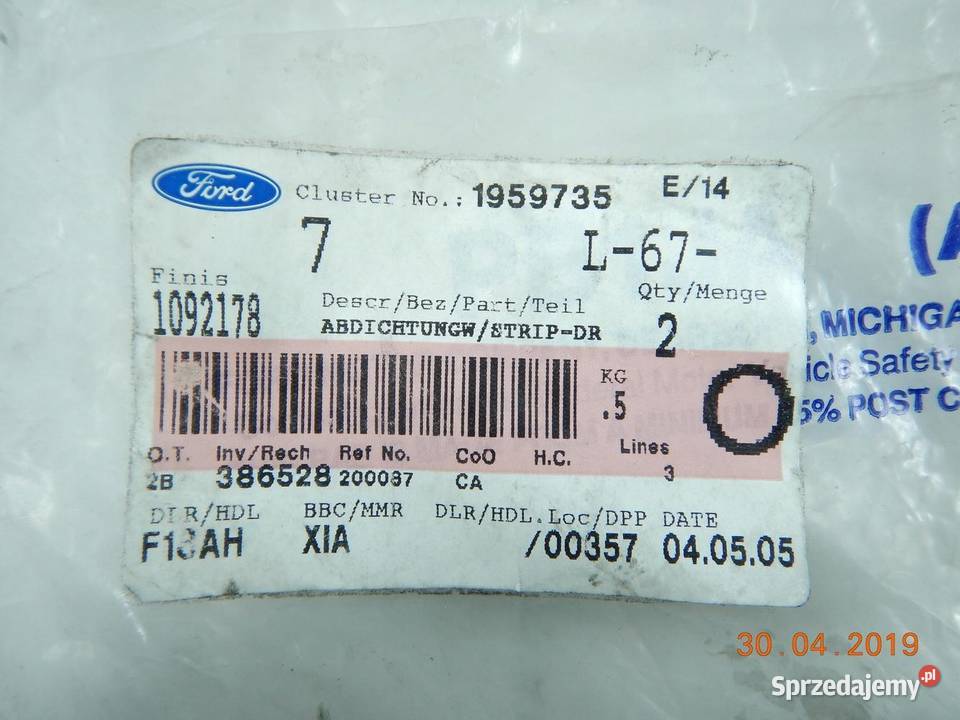 Ford
Cluster No.: 1959735 E/14
7 L-67-
Finis Descr/Bez/Part/Teil Qty/Menge
1092178 ABDICHTUNGW/STRIP-DR 2
KG
.5
O.T. Inv/Rech Ref No. CoO H.C. Lines
2B 386528 200087 CA 3
DLR/HDL BBC/MMR DLR/HDL.Loc/DPP DATE
F13AH XIA /00357 04.05.05
(A
, MICHIGA
icle Safety
5% POST C
(
30.04.2019
Sprzedajemy.pl